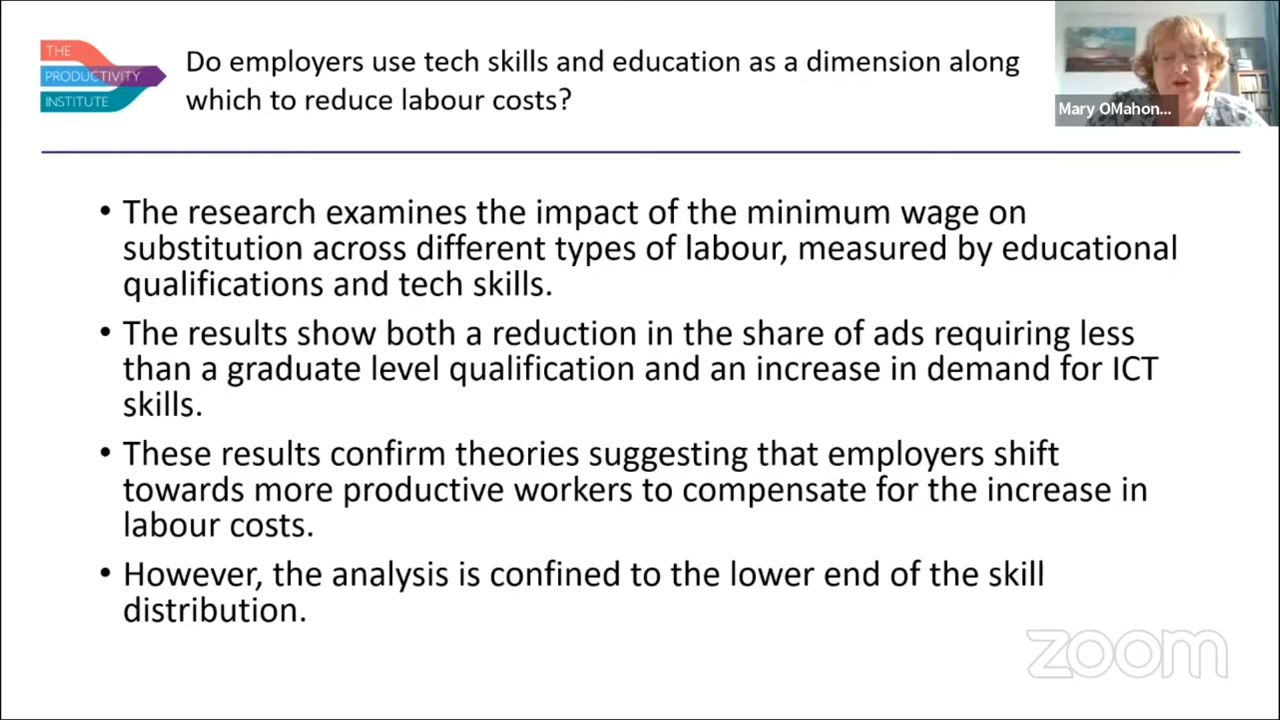 THE
PRODUCTIVITY
INSTITUTE
Do employers use tech skills and education as a dimension along
which to reduce labour costs?
Mary OMahon...
• The research examines the impact of the minimum wage on
substitution across different types of labour, measured by educational
qualifications and tech skills.
• The results show both a reduction in the share of ads requiring less
than a graduate level qualification and an increase in demand for ICT
skills.
• These results confirm theories suggesting that employers shift
towards more productive workers to compensate for the increase in
labour costs.
• However, the analysis is confined to the lower end of the skill
distribution.
zoom